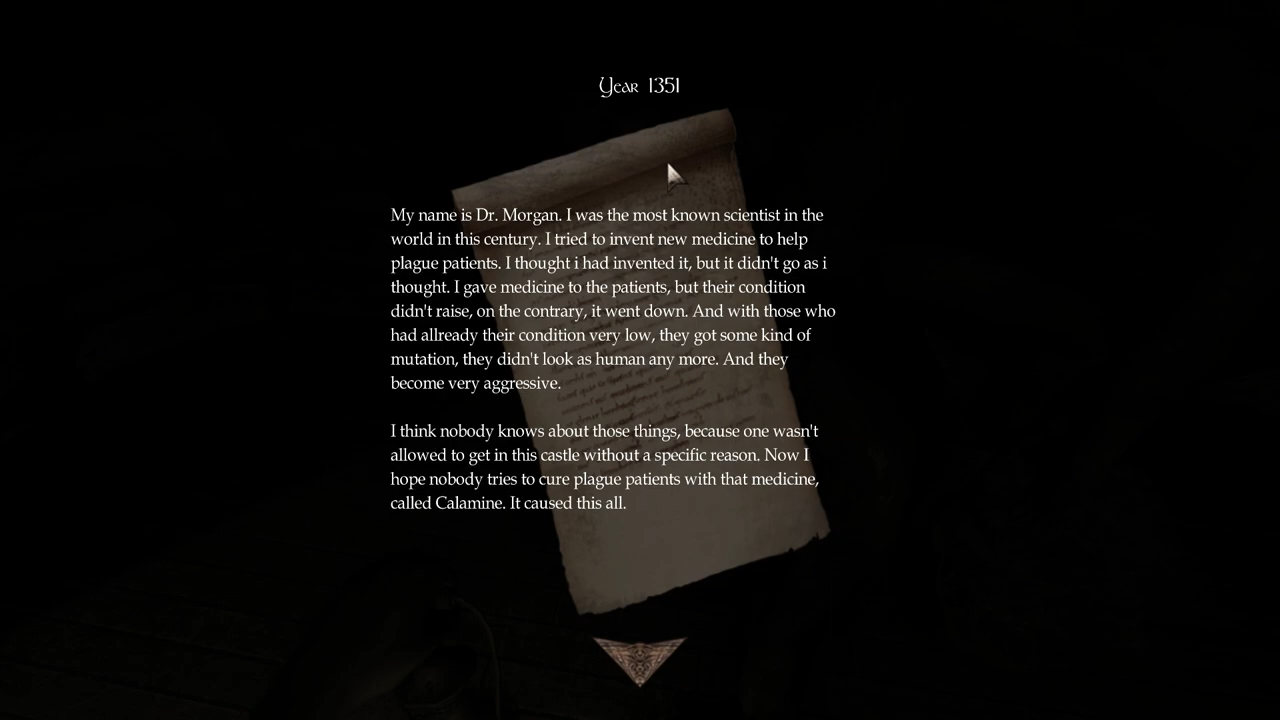 Year 1351
My name is Dr. Morgan. I was the most known scientist in the
world in this century. I tried to invent new medicine to help
plague patients. I thought i had invented it, but it didn't go as i
thought. I gave medicine to the patients, but their condition
didn't raise, on the contrary, it went down. And with those who
had allready their condition very low, they got some kind of
mutation, they didn't look as human any more. And they
become very aggressive.
I think nobody knows about those things, because one wasn't
allowed to get in this castle without a specific reason. Now I
hope nobody tries to cure plague patients with that medicine,
called Calamine. It caused this all.